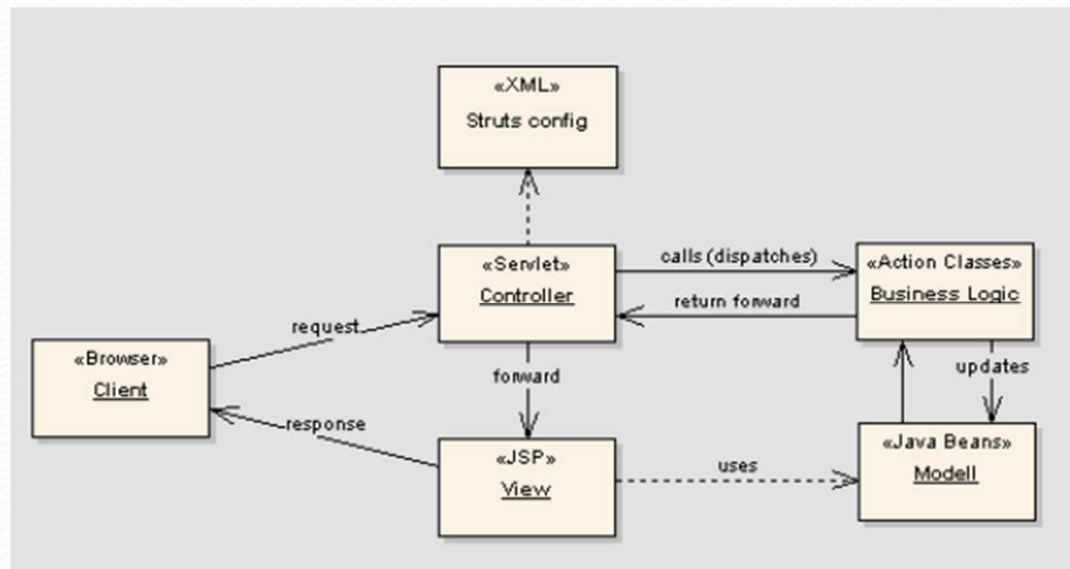 «XML»
Struts config
«Servlet»
Controller
calls (dispatches)
«Action Classes»
Business Logic
return forward
request
«Browser»
Client
forward
updates
response
«JSP»
View
uses
«Java Beans»
Modell